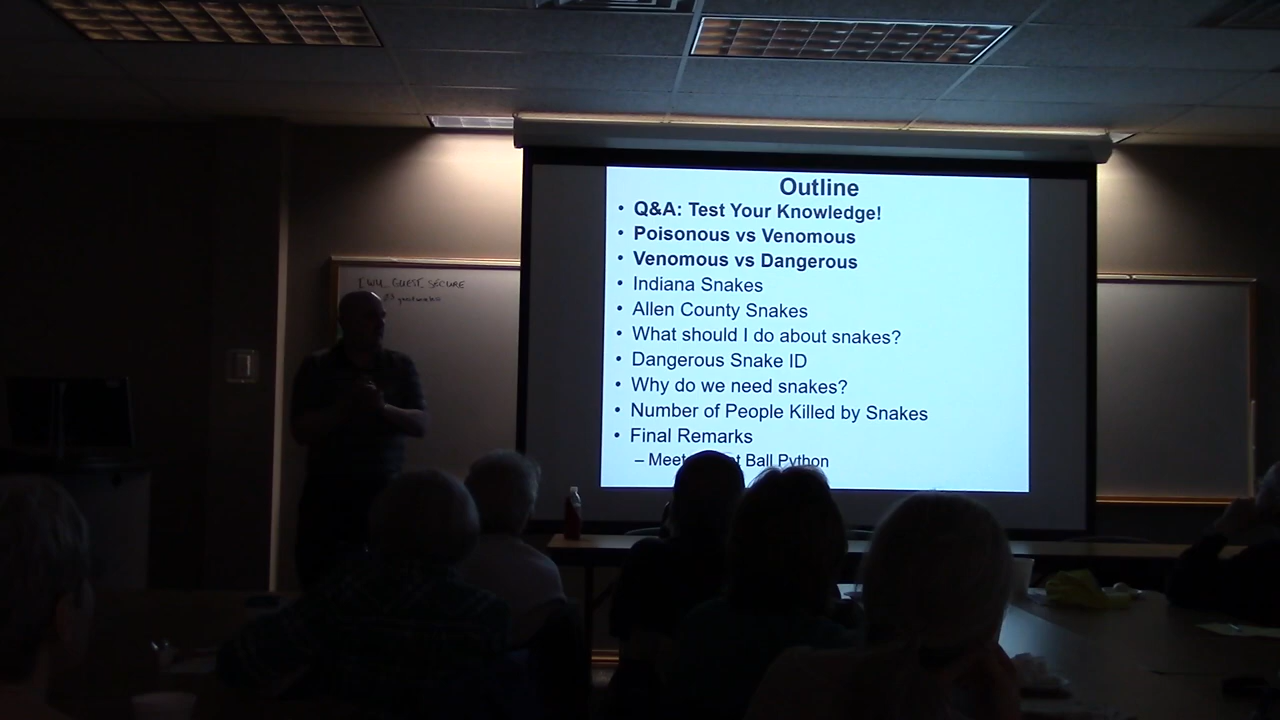 Outline
• Q&A: Test Your Knowledge!
• Poisonous vs Venomous
• Venomous vs Dangerous
• Indiana Snakes
• Allen County Snakes
• What should I do about snakes?
• Dangerous Snake ID
• Why do we need snakes?
• Number of People Killed by Snakes
• Final Remarks
– Meet Ball Python
GUEST_SECURE